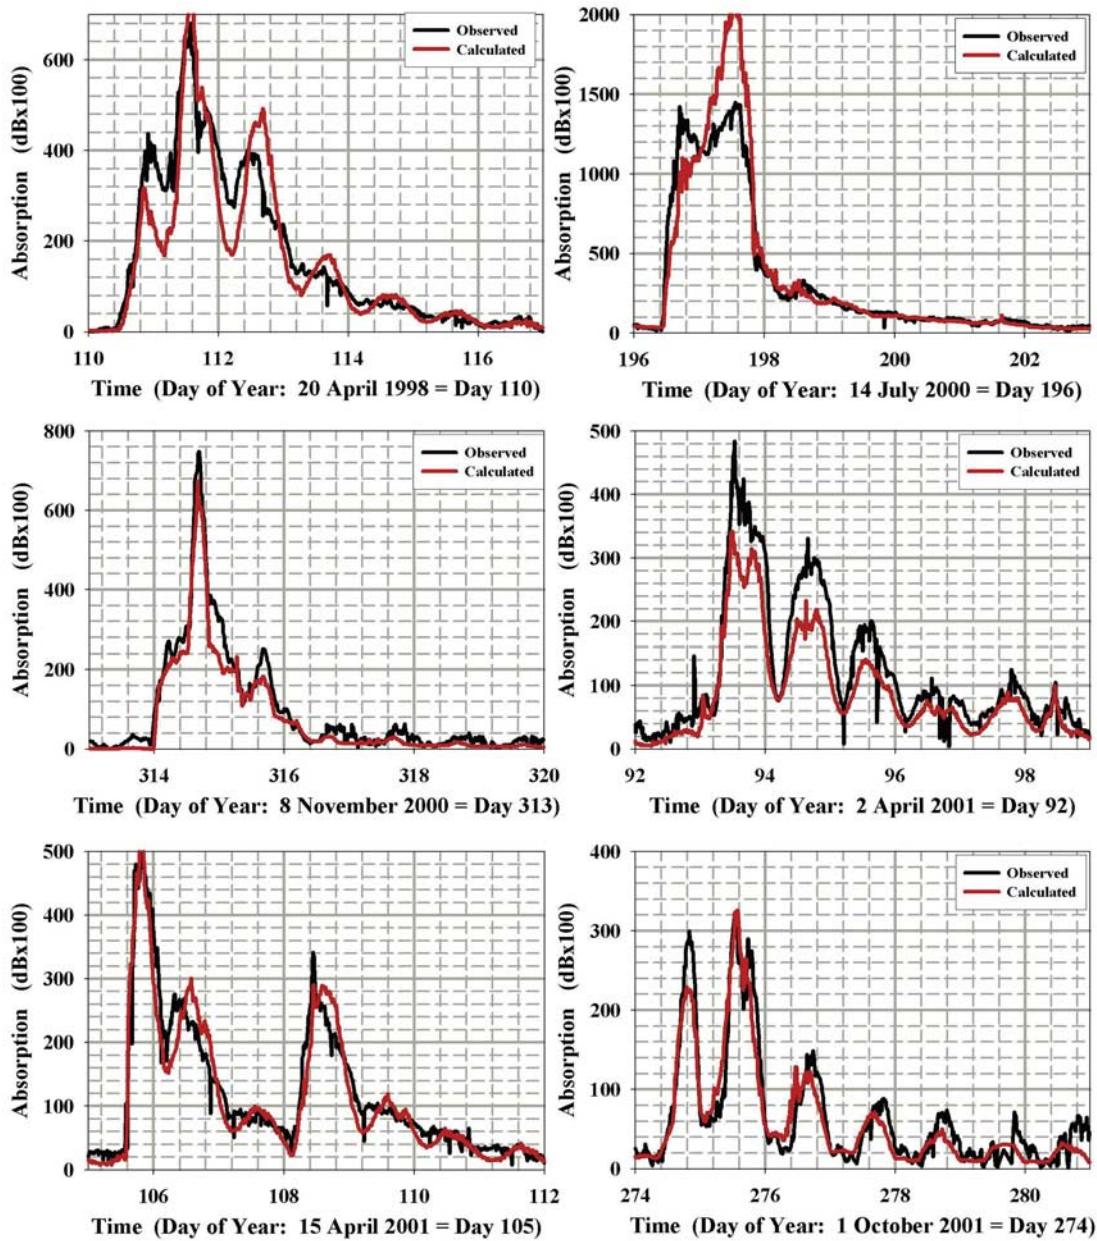 Absorption (dBx100)
600
400
200
0
Observed
Calculated
110 112 114 116
Time (Day of Year: 20 April 1998 = Day 110)
Absorption (dBx100)
2000
1500
1000
500
0
Observed
Calculated
196 198 200 202
Time (Day of Year: 14 July 2000 = Day 196)
Absorption (dBx100)
800
600
400
200
0
Observed
Calculated
314 316 318 320
Time (Day of Year: 8 November 2000 = Day 313)
Absorption (dBx100)
500
400
300
200
100
0
Observed
Calculated
92 94 96 98
Time (Day of Year: 2 April 2001 = Day 92)
Absorption (dBx100)
500
400
300
200
100
0
106 108 110 112
Time (Day of Year: 15 April 2001 = Day 105)
Absorption (dBx100)
400
300
200
100
0
Observed
Calculated
274 276 278 280
Time (Day of Year: 1 October 2001 = Day 274)